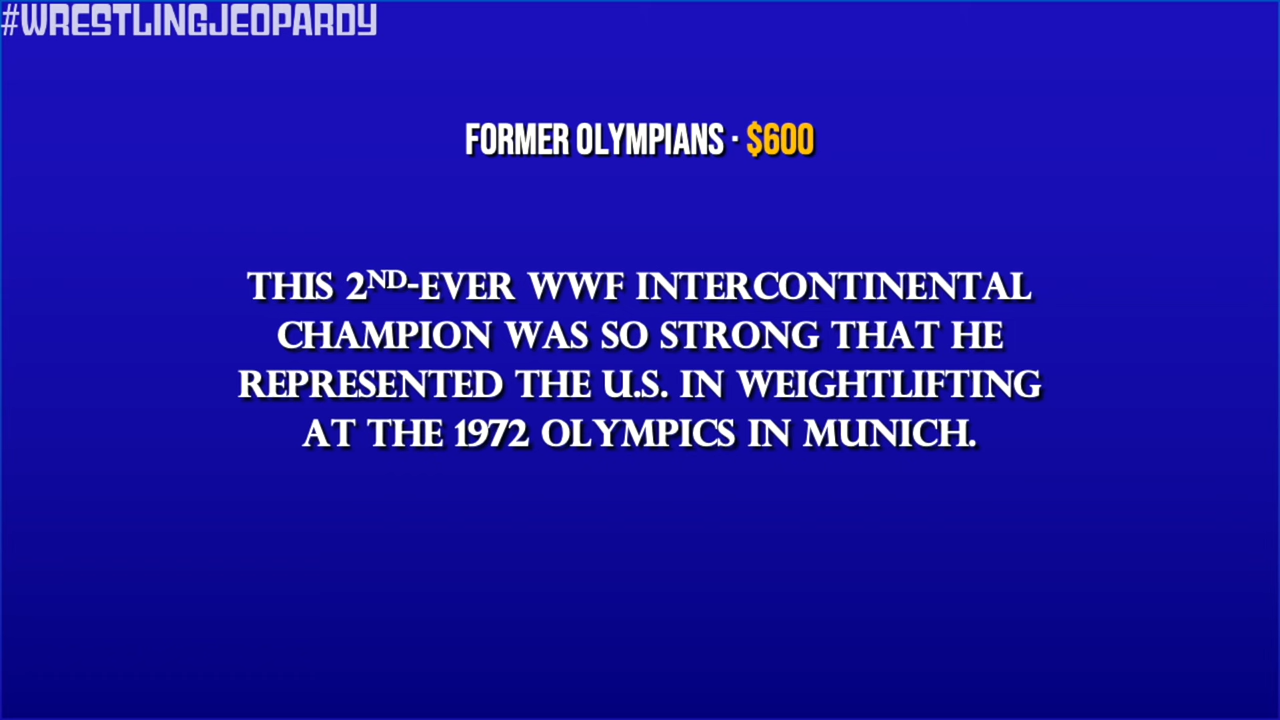 #WRESTLINGJEOPARDY
FORMER OLYMPIANS · $600
THIS 2ND-EVER WWF INTERCONTINENTAL
CHAMPION WAS SO STRONG THAT HE
REPRESENTED THE U.S. IN WEIGHTLIFTING
AT THE 1972 OLYMPICS IN MUNICH.